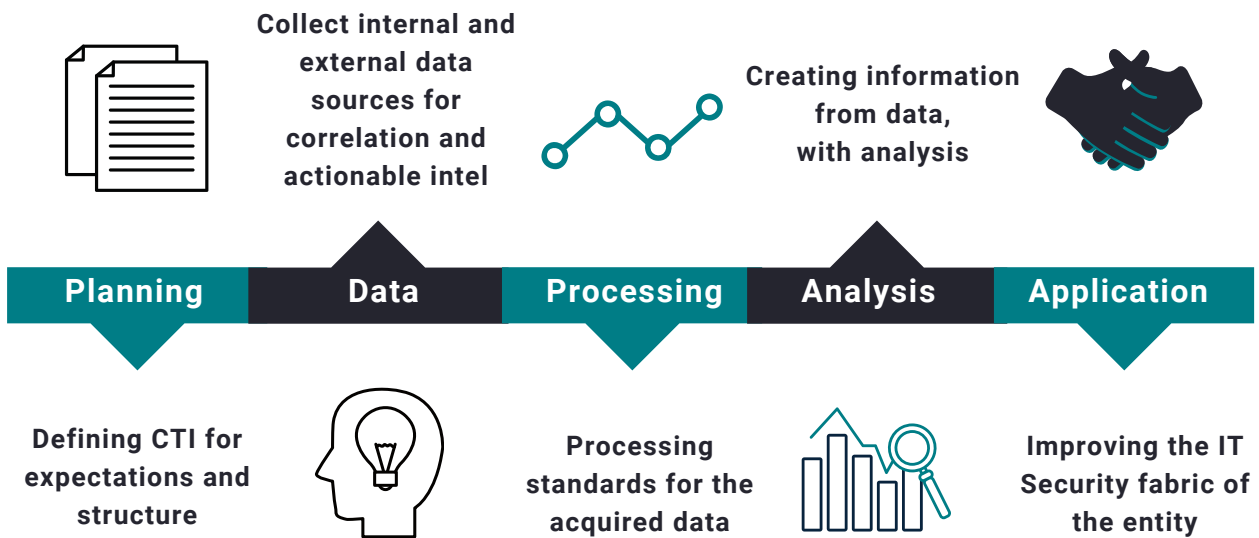 Collect internal and
external data
sources for
correlation and
actionable intel
Creating information
from data,
with analysis
Planning
Data
Processing
Analysis
Application
Defining CTI for
expectations and
structure
Processing
standards for the
acquired data
Improving the IT
Security fabric of
the entity